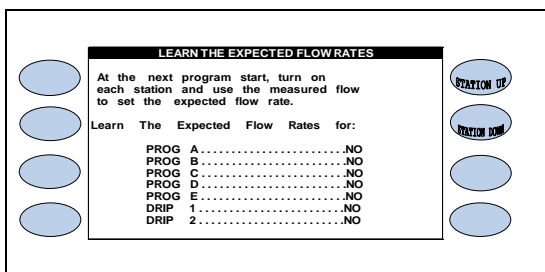 LEARN THE EXPECTED FLOW RATES
At the next program start, turn on
each station and use the measured flow
to set the expected flow rate.
Learn The Expected Flow Rates for:
PROG A.......................NO
PROG B.......................NO
PROG C.......................NO
PROG D.......................NO
PROG E.......................NO
DRIP 1.......................NO
DRIP 2.......................NO
STATION UP
STATION DOWN